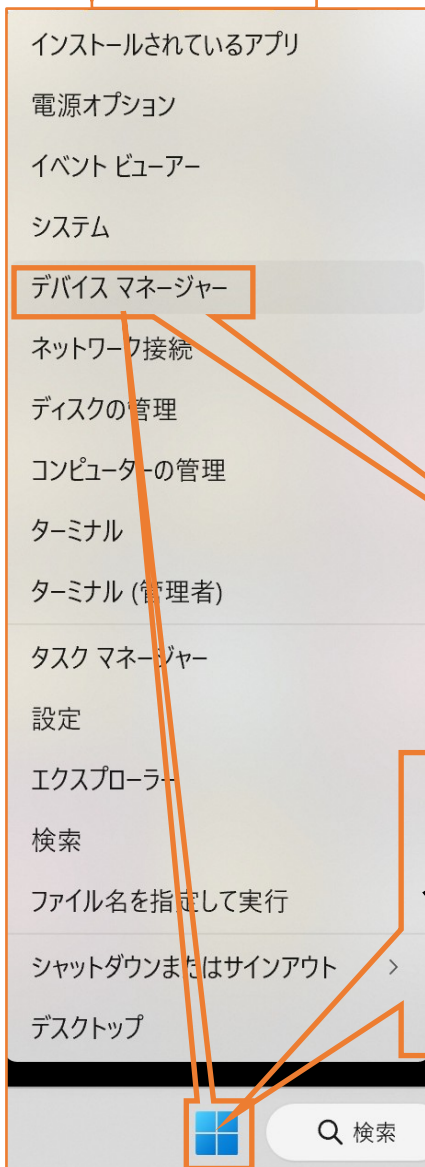 インストールされているアプリ
電源オプション
イベント ビューアー
システム
デバイス マネージャー
ネットワーク接続
ディスクの管理
コンピューターの管理
ターミナル
ターミナル (管理者)
タスク マネージャー
設定
エクスプローラー
検索
ファイル名を指定して実行
シャットダウンまたはサインアウト
デスクトップ
検索